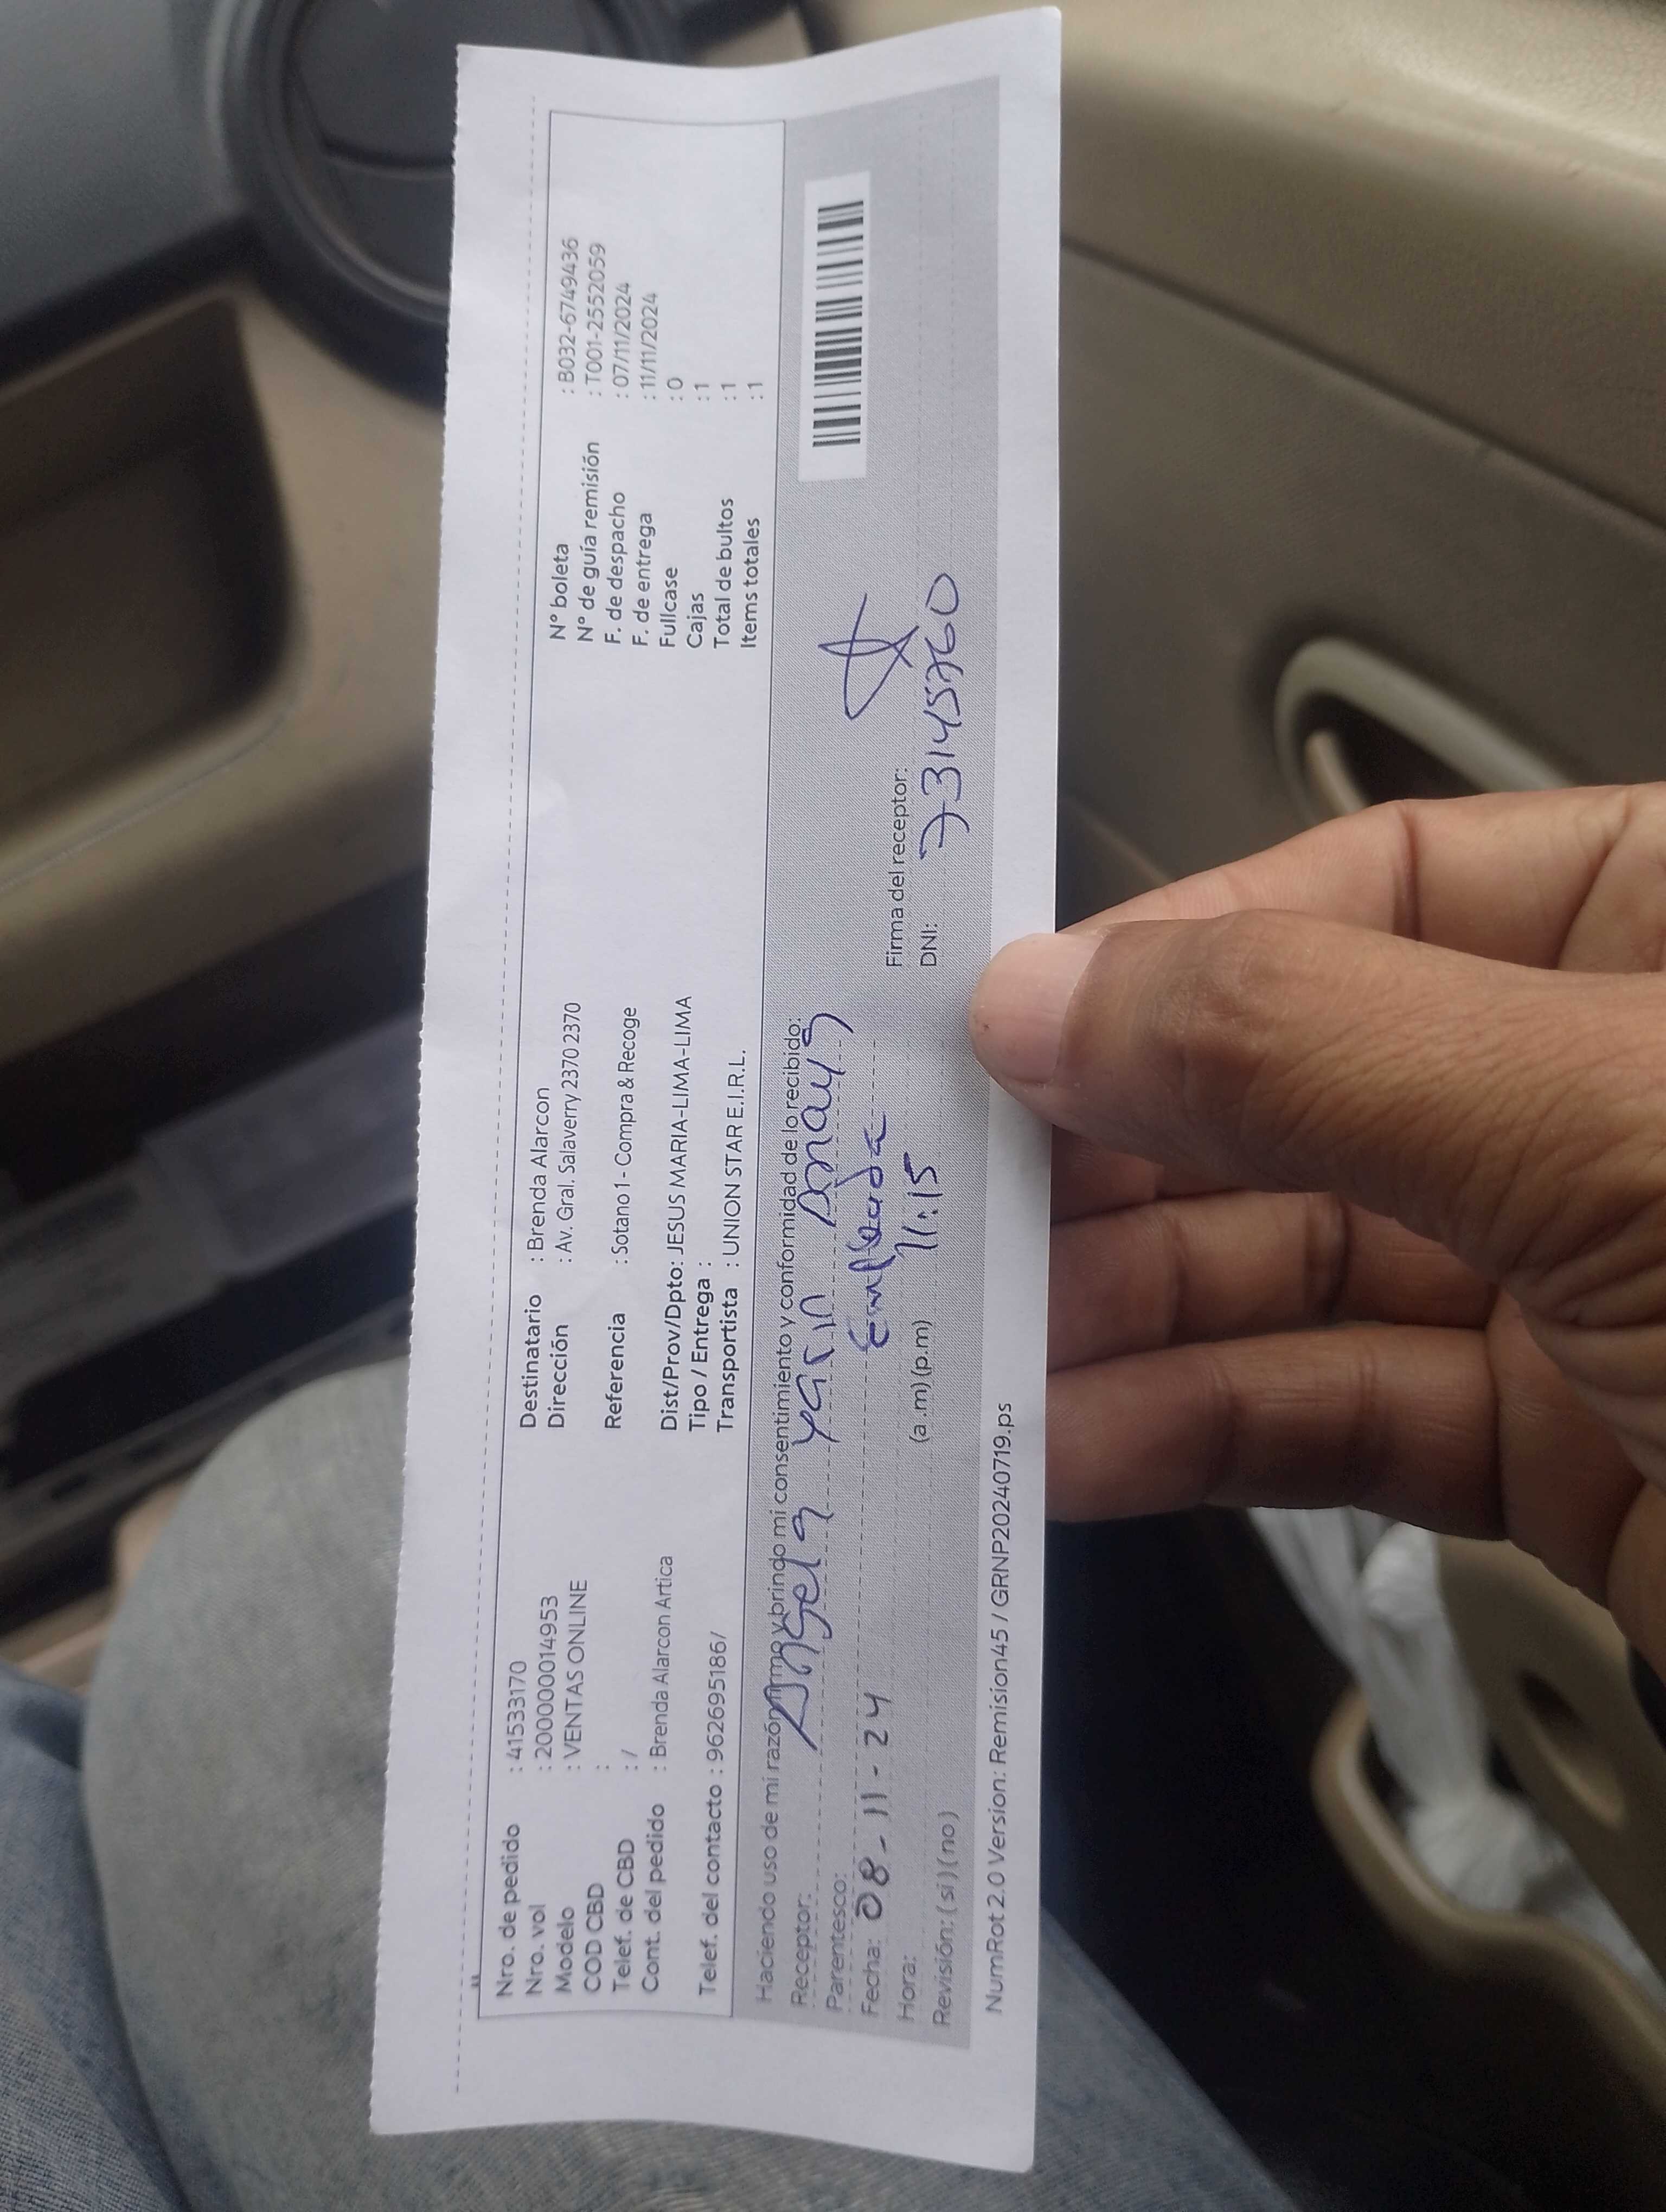 Nro. de pedido : 41533170
Nro. vol : 200000014953
Modelo : VENTAS ONLINE
COD CBD :
Telef. de CBD : /
Cont. del pedido : Brenda Alarcon Artica
Telef. del contacto : 962695186/
Destinatario : Brenda Alarcon
Dirección : Av. Gral. Salaverry 2370 2370
Referencia : Sotano 1 - Compra & Recoge
Dist/Prov/Dpto: JESUS MARIA-LIMA-LIMA
Tipo / Entrega :
Transportista : UNION STAR E.I.R.L.
N° boleta : B032-6749436
N° de guía remisión : T001-2552059
F. de despacho : 07/11/2024
F. de entrega : 11/11/2024
Fullcase : 0
Cajas : 1
Total de bultos : 1
Items totales : 1
Haciendo uso de mi razón firmo y brindo mi consentimiento y conformidad de lo recibido:
Receptor: Angela Yarin
Parentesco:
Fecha: 08-11-24
Hora: (a.m) (p.m) 11:15
Revisión: ( si ) ( no )
Firma del receptor:
DNI: 73145760
NumRot 2.0 Version: Remision45 / GRNP20240719.ps